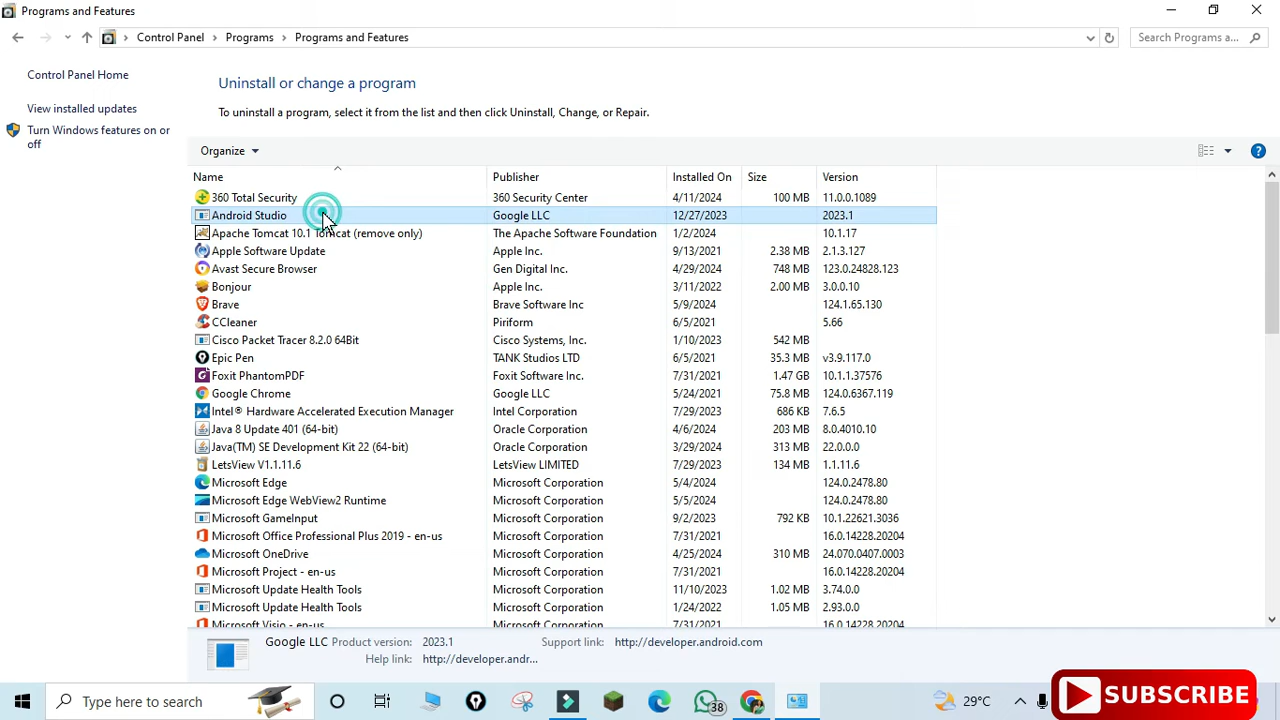 Programs and Features
Control Panel > Programs > Programs and Features
Search Programs a...
Control Panel Home
View installed updates
Turn Windows features on or off
Uninstall or change a program
To uninstall a program, select it from the list and then click Uninstall, Change, or Repair.
Organize
Name Publisher Installed On Size Version
360 Total Security 360 Security Center 4/11/2024 100 MB 11.0.0.1089
Android Studio Google LLC 12/27/2023 2023.1
Apache Tomcat 10.1 Tomcat (remove only) The Apache Software Foundation 1/2/2024 10.1.17
Apple Software Update Apple Inc. 9/13/2021 2.38 MB 2.1.3.127
Avast Secure Browser Gen Digital Inc. 4/29/2024 748 MB 123.0.24828.123
Bonjour Apple Inc. 3/11/2022 2.00 MB 3.0.0.10
Brave Brave Software Inc 5/9/2024 124.1.65.130
CCleaner Piriform 6/5/2021 5.66
Cisco Packet Tracer 8.2.0 64Bit Cisco Systems, Inc. 1/10/2023 542 MB
Epic Pen TANK Studios LTD 6/5/2021 35.3 MB v3.9.117.0
Foxit PhantomPDF Foxit Software Inc. 7/31/2021 1.47 GB 10.1.1.37576
Google Chrome Google LLC 5/24/2021 75.8 MB 124.0.6367.119
Intel® Hardware Accelerated Execution Manager Intel Corporation 7/29/2023 686 KB 7.6.5
Java 8 Update 401 (64-bit) Oracle Corporation 4/6/2024 203 MB 8.0.4010.10
Java(TM) SE Development Kit 22 (64-bit) Oracle Corporation 3/29/2024 313 MB 22.0.0.0
LetsView V1.1.11.6 LetsView LIMITED 7/29/2023 134 MB 1.1.11.6
Microsoft Edge Microsoft Corporation 5/4/2024 124.0.2478.80
Microsoft Edge WebView2 Runtime Microsoft Corporation 5/5/2024 124.0.2478.80
Microsoft GameInput Microsoft Corporation 9/2/2023 792 KB 10.1.22621.3036
Microsoft Office Professional Plus 2019 - en-us Microsoft Corporation 7/31/2021 16.0.14228.20204
Microsoft OneDrive Microsoft Corporation 4/25/2024 310 MB 24.070.0407.0003
Microsoft Project - en-us Microsoft Corporation 7/31/2021 16.0.14228.20204
Microsoft Update Health Tools Microsoft Corporation 11/10/2023 1.02 MB 3.74.0.0
Microsoft Update Health Tools Microsoft Corporation 1/24/2022 1.05 MB 2.93.0.0
Microsoft Visio - en-us Microsoft Corporation 7/31/2021 16.0.14228.20204
Google LLC Product version: 2023.1 Support link: http://developer.android.com
Help link: http://developer.andr...
Type here to search
38
29°C
SUBSCRIBE